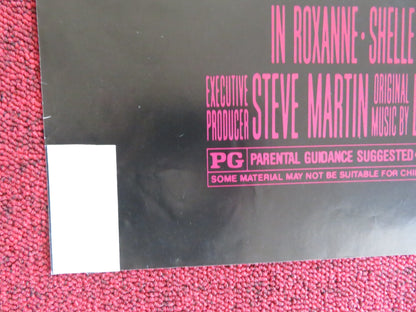 IN ROXANNE · SHELLE
EXECUTIVE
PRODUCER STEVE MARTIN ORIGINAL
MUSIC BY
PG PARENTAL GUIDANCE SUGGESTED
SOME MATERIAL MAY NOT BE SUITABLE FOR CHI